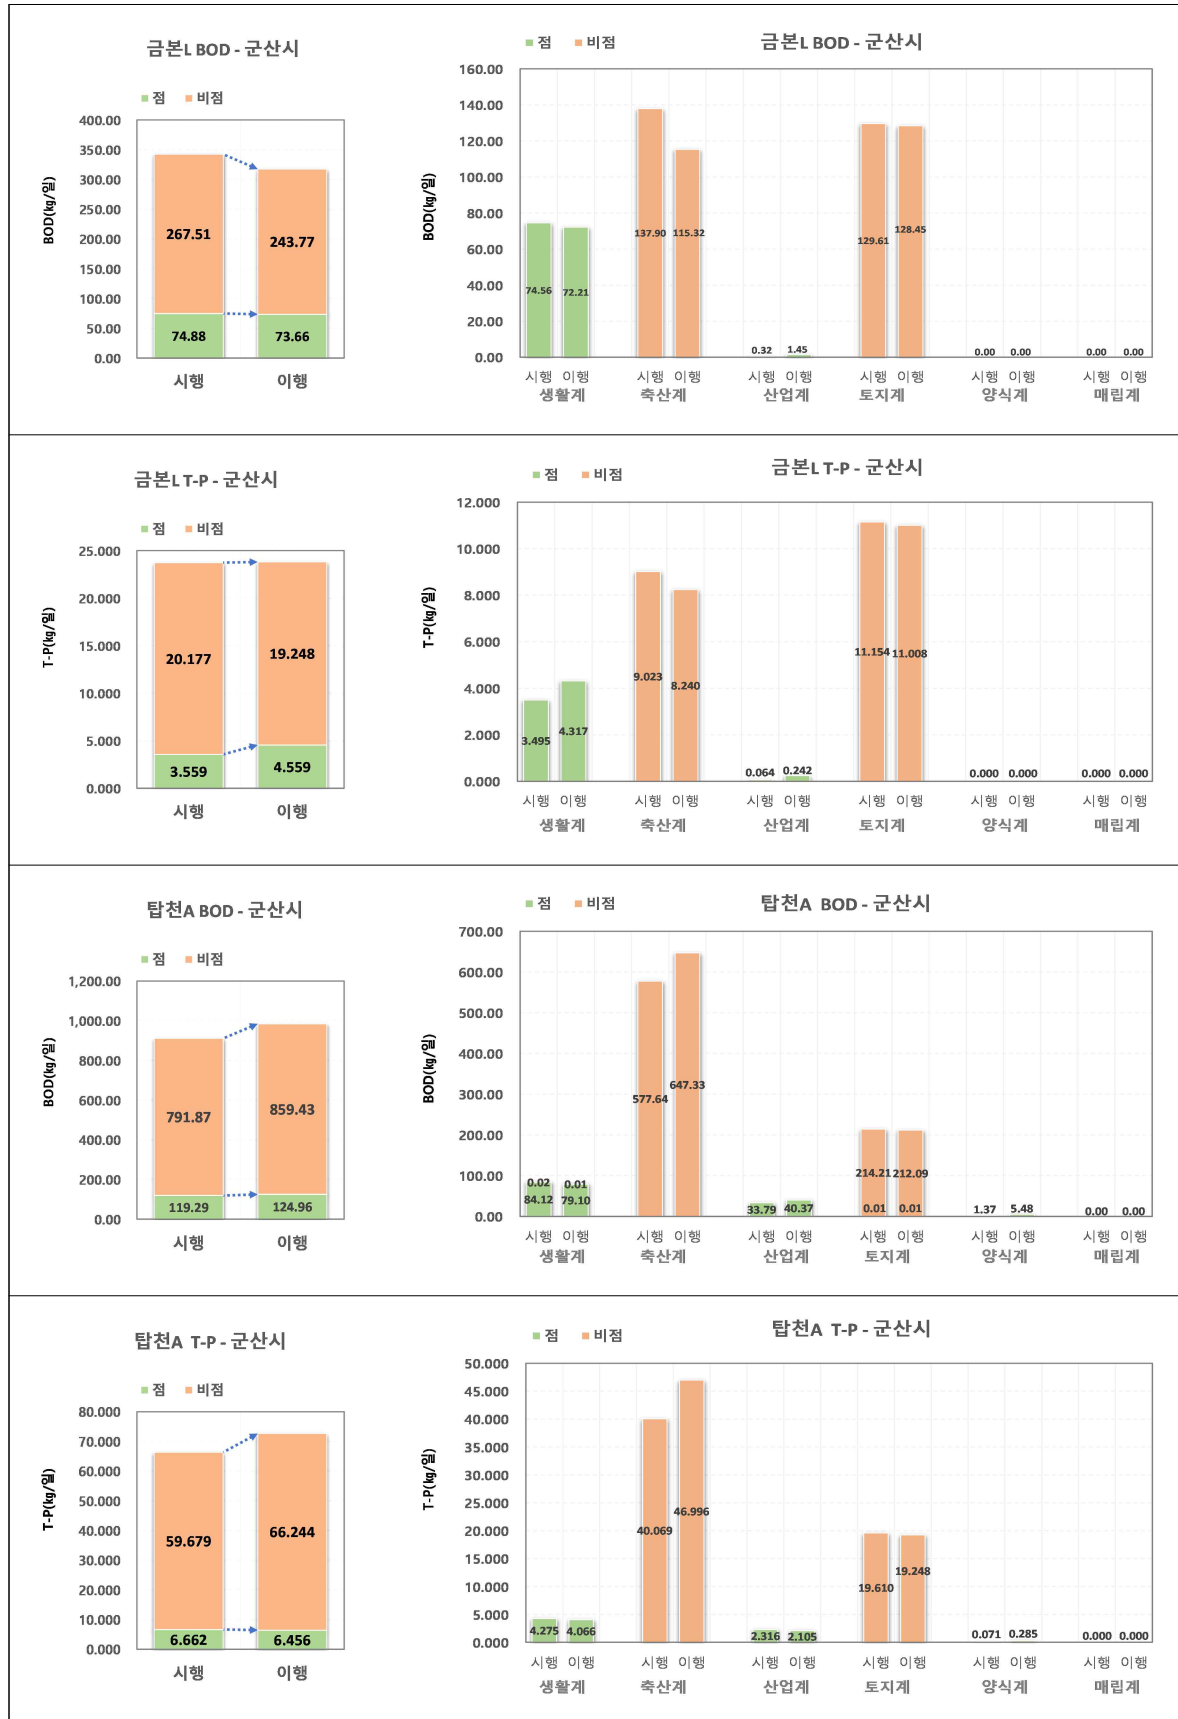 금본L BOD - 군산시
점 비점
400.00
350.00
300.00
250.00
200.00
150.00
100.00
50.00
0.00
BOD(kg/일)
267.51 243.77
74.88 73.66
시행 이행
금본L BOD - 군산시
점 비점
160.00
140.00
120.00
100.00
80.00
60.00
40.00
20.00
0.00
BOD(kg/일)
74.56 72.21 137.90 115.32 0.32 1.45 129.61 128.45 0.00 0.00 0.00 0.00
시행 이행 시행 이행 시행 이행 시행 이행 시행 이행 시행 이행
생활계 축산계 산업계 토지계 양식계 매립계
금본L T-P - 군산시
점 비점
25.000
20.000
15.000
10.000
5.000
0.000
T-P(kg/일)
20.177 19.248
3.559 4.559
시행 이행
금본L T-P - 군산시
점 비점
12.000
10.000
8.000
6.000
4.000
2.000
0.000
T-P(kg/일)
3.495 4.317 9.023 8.240 0.064 0.242 11.154 11.008 0.000 0.000 0.000 0.000
시행 이행 시행 이행 시행 이행 시행 이행 시행 이행 시행 이행
생활계 축산계 산업계 토지계 양식계 매립계
탑천A BOD - 군산시
점 비점
1,200.00
1,000.00
800.00
600.00
400.00
200.00
0.00
BOD(kg/일)
791.87 859.43
119.29 124.96
시행 이행
탑천A BOD - 군산시
점 비점
700.00
600.00
500.00
400.00
300.00
200.00
100.00
0.00
BOD(kg/일)
577.64 647.33
0.02 0.01 214.21 212.09
84.12 79.10 33.79 40.37 0.01 0.01 1.37 5.48 0.00 0.00
시행 이행 시행 이행 시행 이행 시행 이행 시행 이행 시행 이행
생활계 축산계 산업계 토지계 양식계 매립계
탑천A T-P - 군산시
점 비점
80.000
70.000
60.000
50.000
40.000
30.000
20.000
10.000
0.000
T-P(kg/일)
59.679 66.244
6.662 6.456
시행 이행
탑천A T-P - 군산시
점 비점
50.000
45.000
40.000
35.000
30.000
25.000
20.000
15.000
10.000
5.000
0.000
T-P(kg/일)
4.275 4.066 40.069 46.996 2.316 2.105 19.610 19.248 0.071 0.285 0.000 0.000
시행 이행 시행 이행 시행 이행 시행 이행 시행 이행 시행 이행
생활계 축산계 산업계 토지계 양식계 매립계